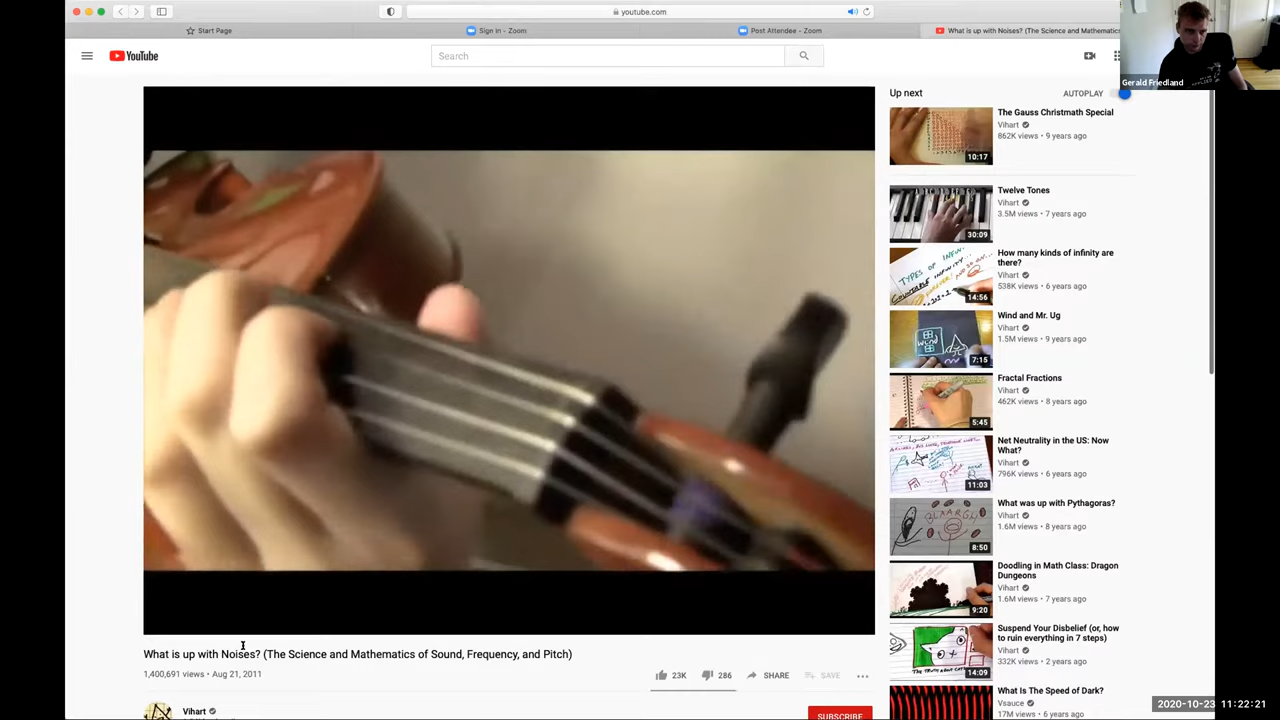 youtube.com
Start Page
Sign In - Zoom
Post Attendee - Zoom
What is up with Noises? (The Science and Mathematics
YouTube
Search
Gerald Friedland
Up next
AUTOPLAY
The Gauss Christmath Special
Vihart
862K views • 9 years ago
10:17
Twelve Tones
Vihart
3.5M views • 7 years ago
30:09
How many kinds of infinity are
there?
Vihart
538K views • 6 years ago
14:56
Wind and Mr. Ug
Vihart
1.5M views • 9 years ago
7:15
Fractal Fractions
Vihart
462K views • 8 years ago
5:45
Net Neutrality in the US: Now
What?
Vihart
796K views • 6 years ago
11:03
What was up with Pythagoras?
Vihart
1.6M views • 8 years ago
8:50
Doodling in Math Class: Dragon
Dungeons
Vihart
1.6M views • 7 years ago
9:20
Suspend Your Disbelief (or, how
to ruin everything in 7 steps)
Vihart
332K views • 2 years ago
14:09
What Is The Speed of Dark?
Vsauce
17M views • 6 years ago
What is up with Noises? (The Science and Mathematics of Sound, Frequency, and Pitch)
1,400,691 views • Aug 21, 2011
23K
286
SHARE
SAVE
Vihart
SUBSCRIBE
2020-10-23 11:22:21